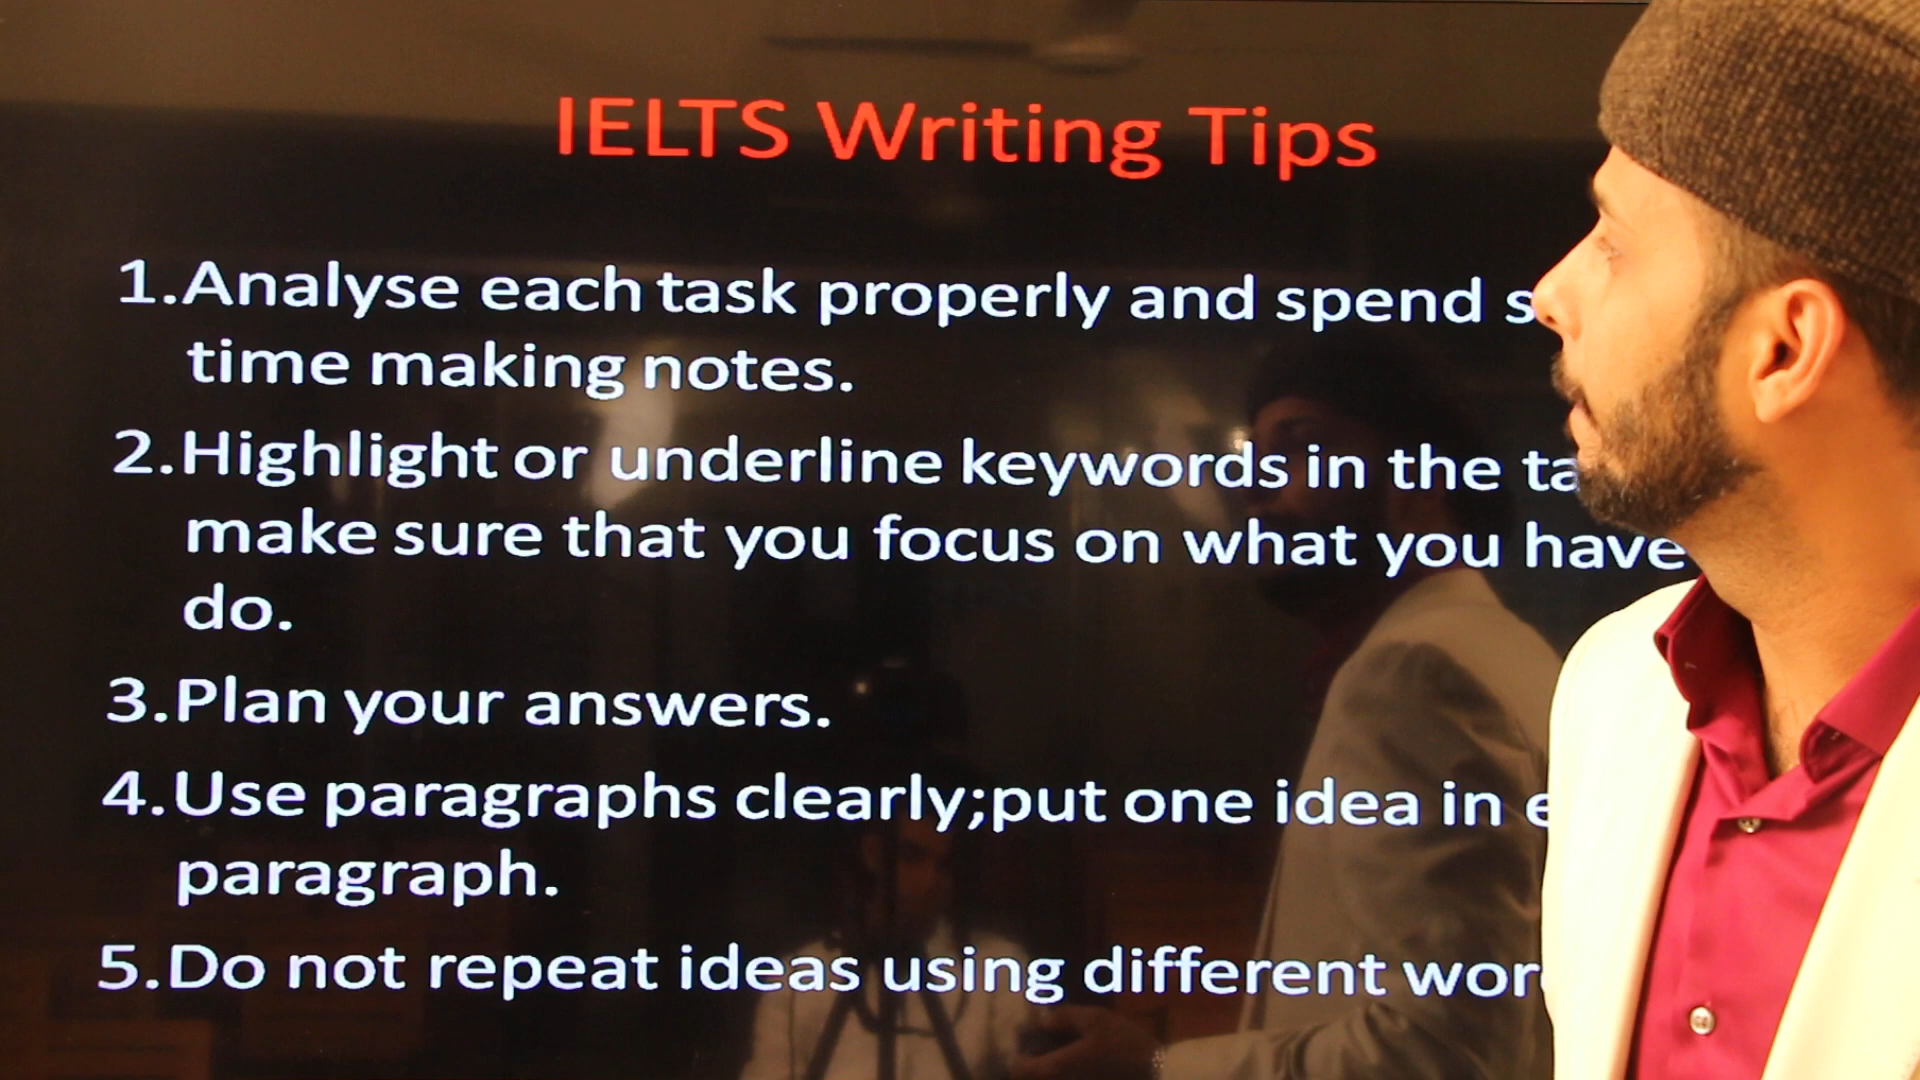 IELTS Writing Tips
1.Analyse each task properly and spend
time making notes.
2.Highlight or underline keywords in the
make sure that you focus on what you have
do.
3.Plan your answers.
4.Use paragraphs clearly;put one idea in
paragraph.
5.Do not repeat ideas using different